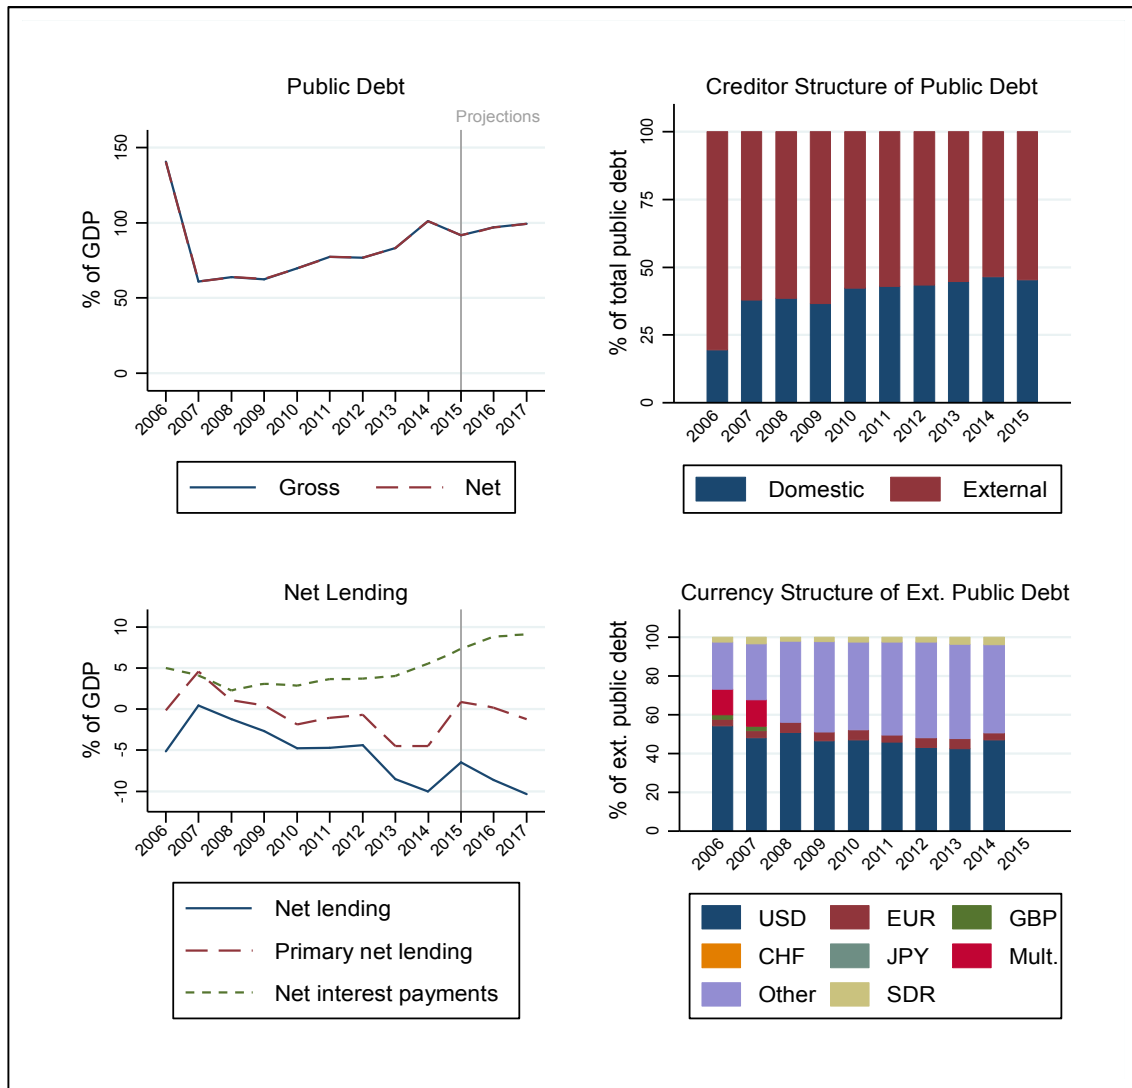 Public Debt
Projections
% of GDP
150
100
50
0
2006 2007 2008 2009 2010 2011 2012 2013 2014 2015 2016 2017
Gross Net
Creditor Structure of Public Debt
% of total public debt
100
75
50
25
0
2006 2007 2008 2009 2010 2011 2012 2013 2014 2015
Domestic External
Net Lending
% of GDP
10
5
0
-5
-10
2006 2007 2008 2009 2010 2011 2012 2013 2014 2015 2016 2017
Net lending
Primary net lending
Net interest payments
Currency Structure of Ext. Public Debt
% of ext. public debt
100
80
60
40
20
0
2006 2007 2008 2009 2010 2011 2012 2013 2014 2015
USD EUR GBP
CHF JPY Mult.
Other SDR